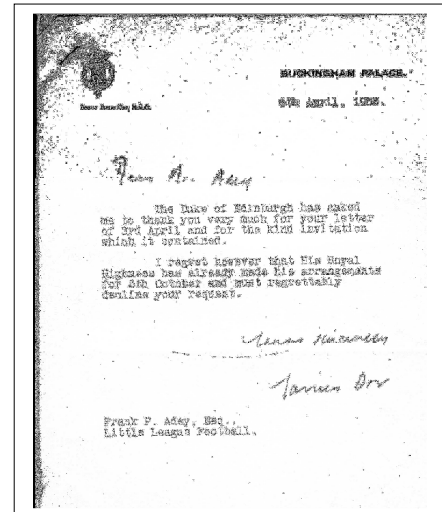 BUCKINGHAM PALACE.
6th April,
Dear Mr. Adey
The Duke of Edinburgh has asked
me to thank you very much for your letter
of 3rd April and for the kind invitation
which it contained.
I regret however that His Royal
Highness has already made his arrangements
for 8th October and must regrettably
decline your request.
Yours sincerely
Frank P. Adey, Esq.,
Little League Football.